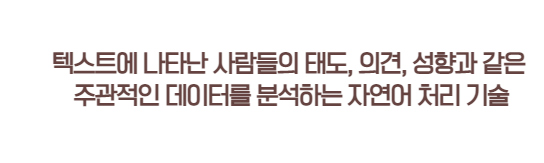 텍스트에 나타난 사람들의 태도, 의견, 성향과 같은
주관적인 데이터를 분석하는 자연어 처리 기술